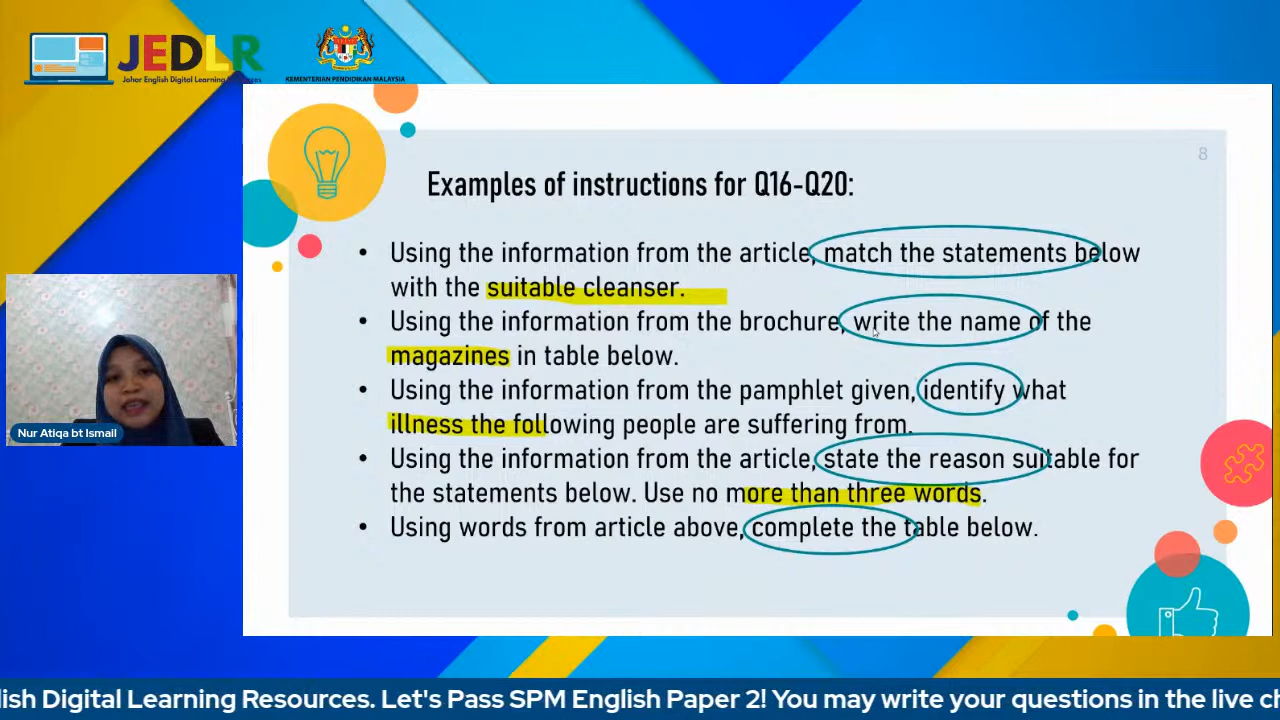 JEDLR
Johor English Digital Learning Resources
KEMENTERIAN PENDIDIKAN MALAYSIA
8
Examples of instructions for Q16-Q20:
• Using the information from the article, match the statements below
with the suitable cleanser.
• Using the information from the brochure, write the name of the
magazines in table below.
• Using the information from the pamphlet given, identify what
illness the following people are suffering from.
• Using the information from the article, state the reason suitable for
the statements below. Use no more than three words.
• Using words from article above, complete the table below.
Nur Atiqa bt Ismail
lish Digital Learning Resources. Let's Pass SPM English Paper 2! You may write your questions in the live ch